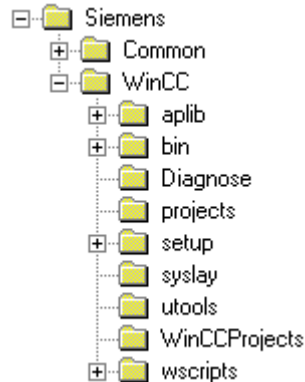 Siemens
Common
WinCC
aplib
bin
Diagnose
projects
setup
syslay
utools
WinCCProjects
wscripts